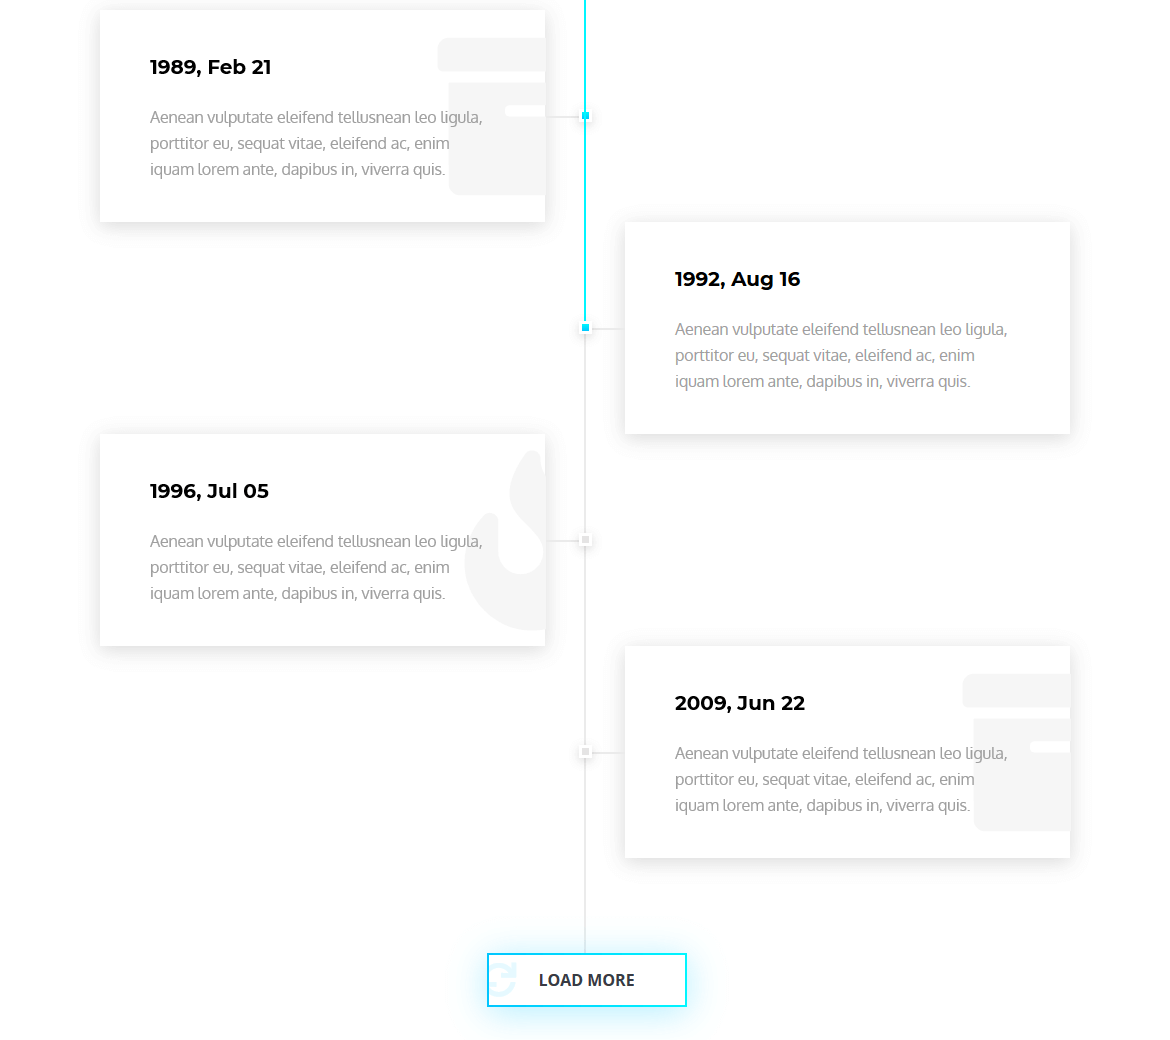 1989, Feb 21
Aenean vulputate eleifend tellusnean leo ligula,
porttitor eu, sequat vitae, eleifend ac, enim
iquam lorem ante, dapibus in, viverra quis.
1992, Aug 16
Aenean vulputate eleifend tellusnean leo ligula,
porttitor eu, sequat vitae, eleifend ac, enim
iquam lorem ante, dapibus in, viverra quis.
1996, Jul 05
Aenean vulputate eleifend tellusnean leo ligula,
porttitor eu, sequat vitae, eleifend ac, enim
iquam lorem ante, dapibus in, viverra quis.
2009, Jun 22
Aenean vulputate eleifend tellusnean leo ligula,
porttitor eu, sequat vitae, eleifend ac, enim
iquam lorem ante, dapibus in, viverra quis.
LOAD MORE